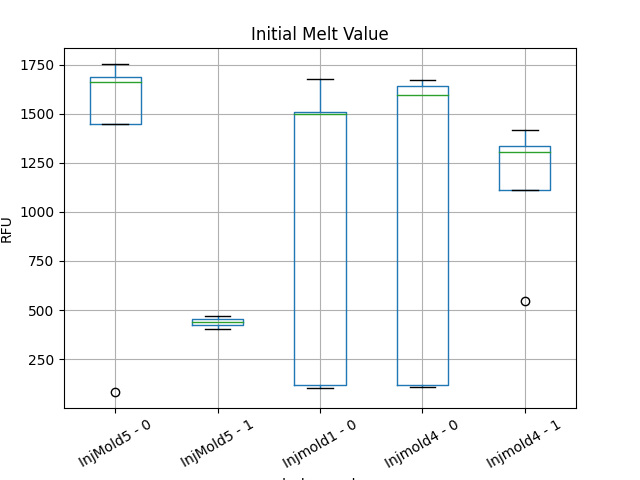 Initial Melt Value
1750
1500
1250
1000
750
500
250
RFU
InjMold5 - 0
InjMold5 - 1
Injmold1 - 0
Injmold4 - 0
Injmold4 - 1